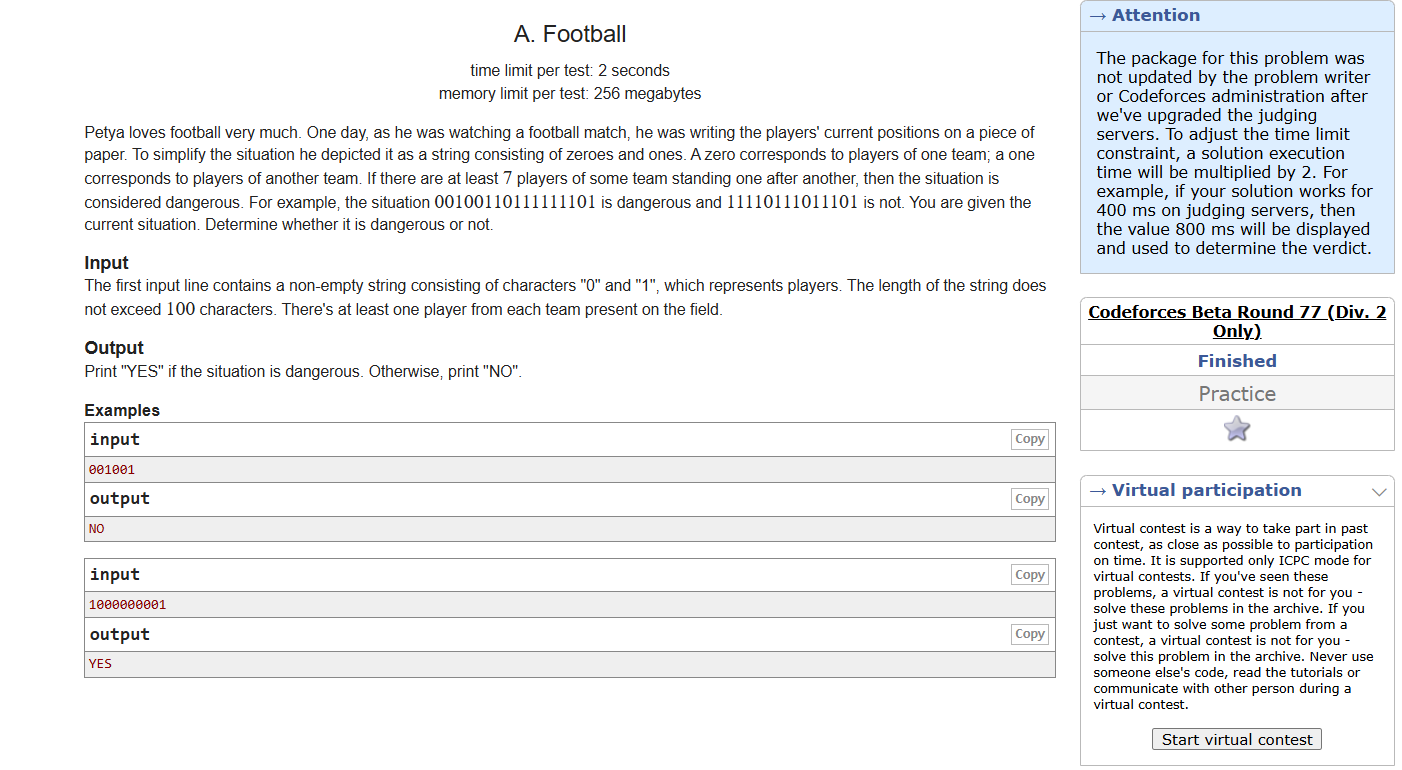 A. Football
time limit per test: 2 seconds
memory limit per test: 256 megabytes
Petya loves football very much. One day, as he was watching a football match, he was writing the players' current positions on a piece of
paper. To simplify the situation he depicted it as a string consisting of zeroes and ones. A zero corresponds to players of one team; a one
corresponds to players of another team. If there are at least 7 players of some team standing one after another, then the situation is
considered dangerous. For example, the situation 00100110111111101 is dangerous and 11110111011101 is not. You are given the
current situation. Determine whether it is dangerous or not.
Input
The first input line contains a non-empty string consisting of characters "0" and "1", which represents players. The length of the string does
not exceed 100 characters. There's at least one player from each team present on the field.
Output
Print "YES" if the situation is dangerous. Otherwise, print "NO".
Examples
input
Copy
001001
output
Copy
NO
input
Copy
1000000001
output
Copy
YES
→ Attention
The package for this problem was
not updated by the problem writer
or Codeforces administration after
we've upgraded the judging
servers. To adjust the time limit
constraint, a solution execution
time will be multiplied by 2. For
example, if your solution works for
400 ms on judging servers, then
the value 800 ms will be displayed
and used to determine the verdict.
Codeforces Beta Round 77 (Div. 2
Only)
Finished
Practice
→ Virtual participation
Virtual contest is a way to take part in past
contest, as close as possible to participation
on time. It is supported only ICPC mode for
virtual contests. If you've seen these
problems, a virtual contest is not for you -
solve these problems in the archive. If you
just want to solve some problem from a
contest, a virtual contest is not for you -
solve this problem in the archive. Never use
someone else's code, read the tutorials or
communicate with other person during a
virtual contest.
Start virtual contest